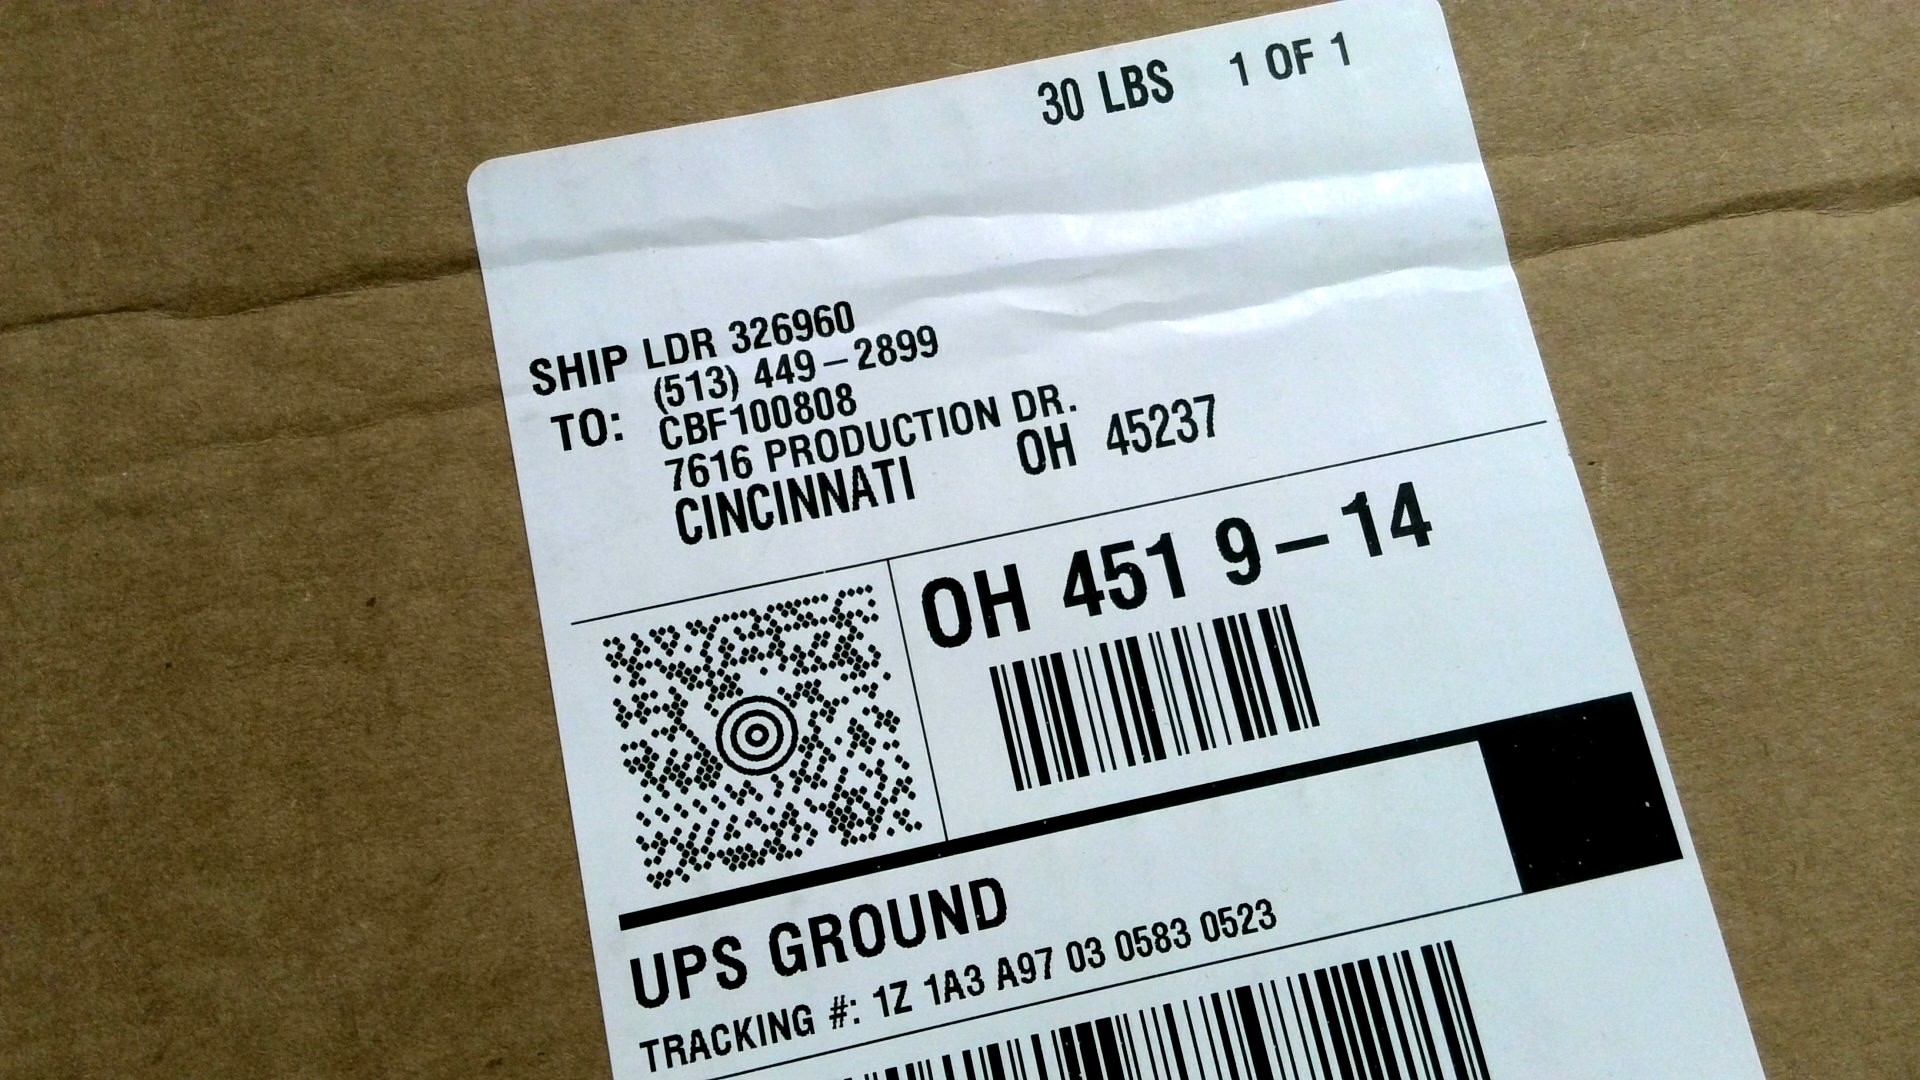 30 LBS 1 OF 1
SHIP LDR 326960
(513) 449-2899
TO: CBF100808
7616 PRODUCTION DR.
CINCINNATI OH 45237
OH 451 9-14
UPS GROUND
TRACKING #: 1Z 1A3 A97 03 0583 0523